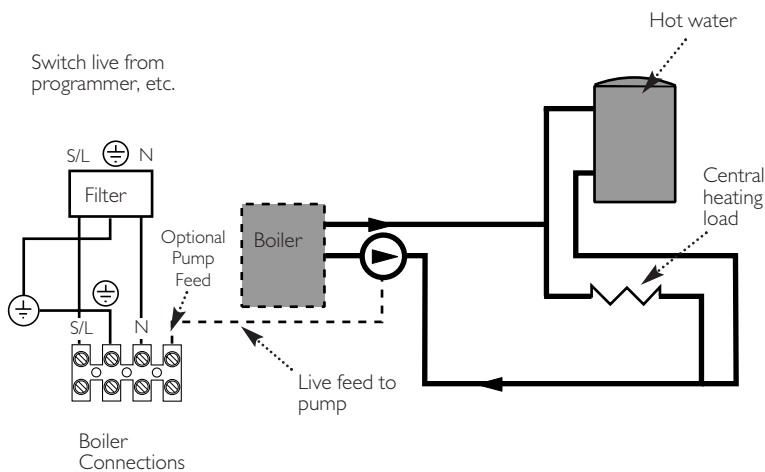 Hot water
Switch live from
programmer, etc.
S/L
N
Filter
Central
heating
load
Optional
Pump
Feed
Boiler
S/L
N
Live feed to
pump
Boiler
Connections